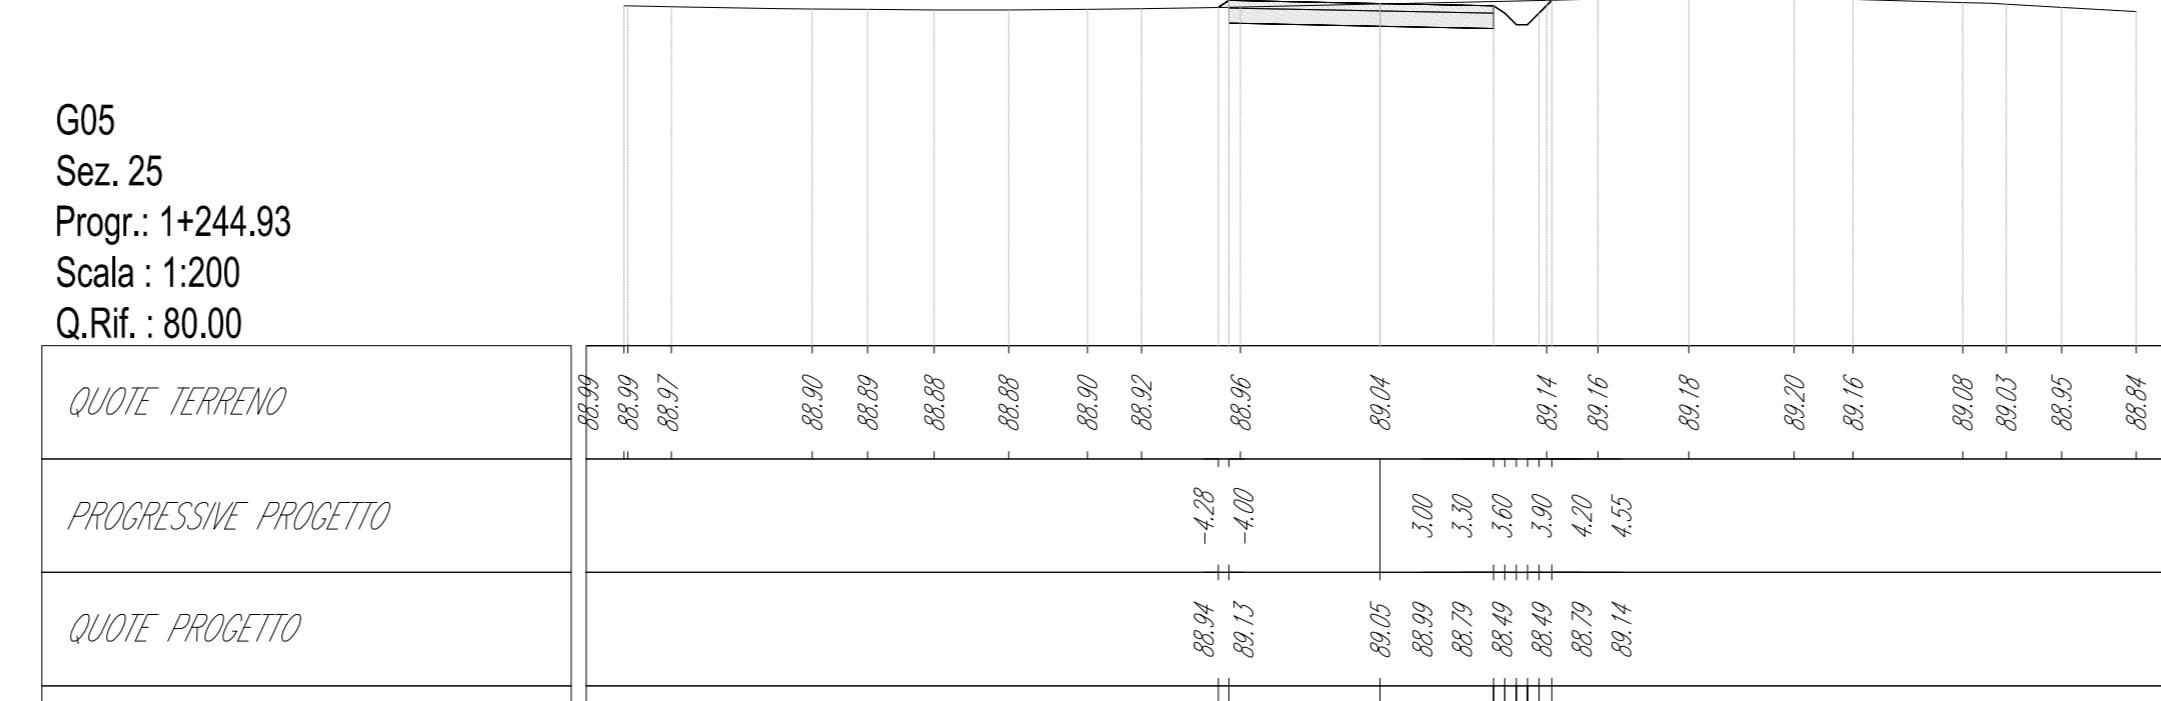 G05
Sez. 25
Progr.: 1+244.93
Scala : 1:200
Q.Rif. : 80.00
QUOTE TERRENO 88.99 88.99 88.97 88.90 88.89 88.88 88.88 88.90 88.92 88.96 89.04 89.14 89.16 89.18 89.20 89.16 89.08 89.03 88.95 88.84
PROGRESSIVE PROGETTO -4.28 -4.00 3.00 3.30 3.60 3.90 4.20 4.55
QUOTE PROGETTO 88.94 89.13 89.05 88.99 88.79 88.49 88.49 88.79 89.14